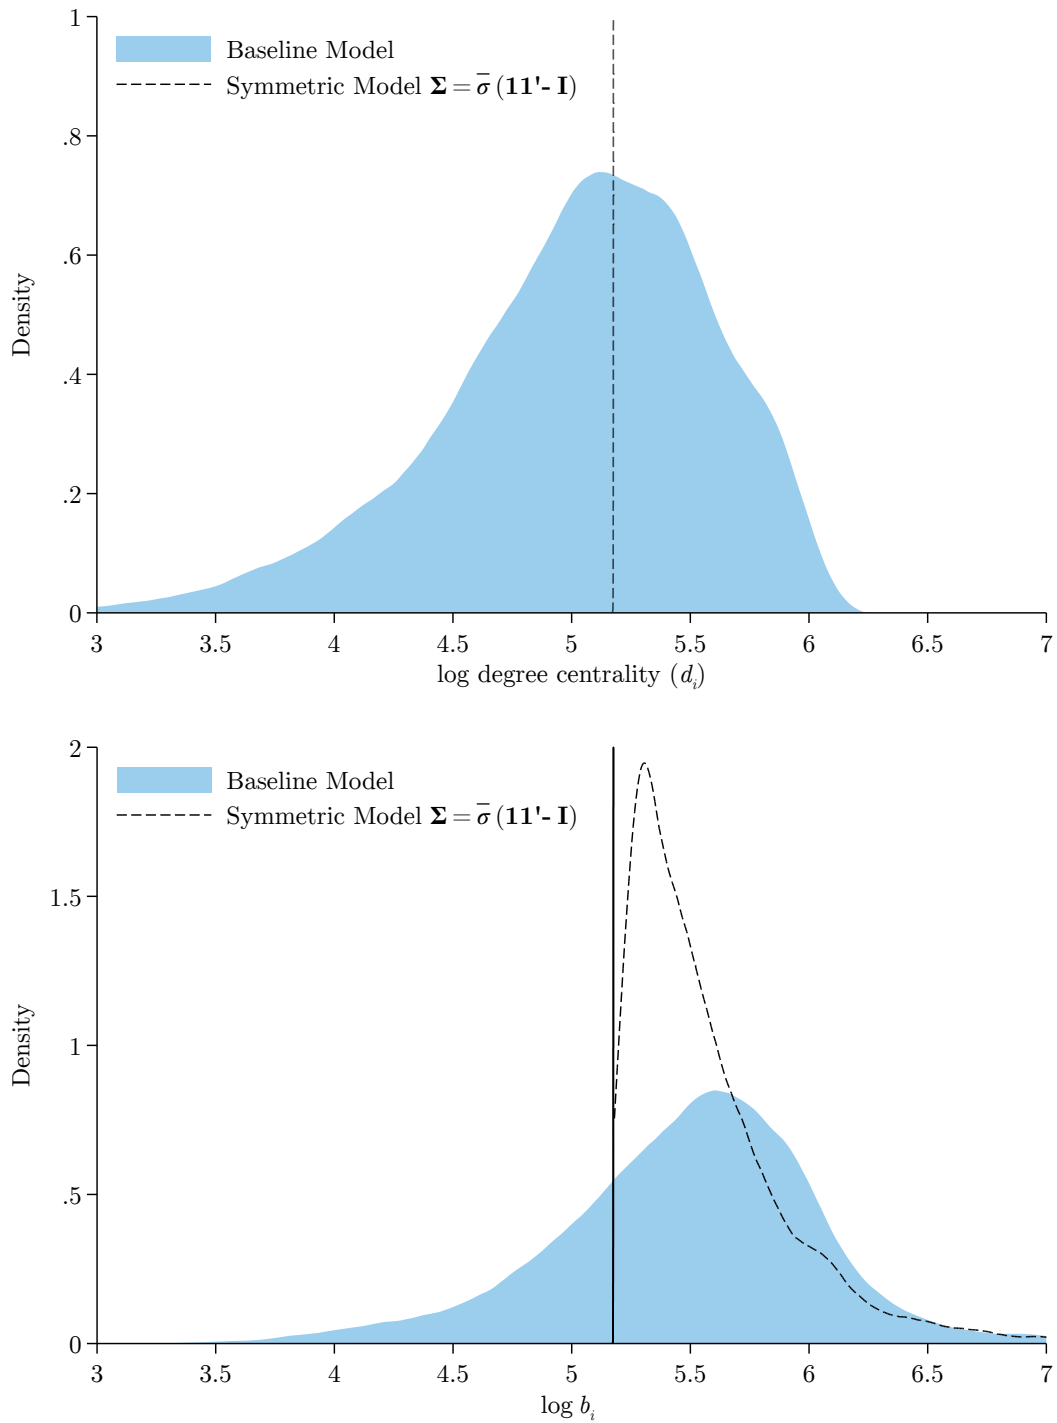 1
Baseline Model
Symmetric Model Σ = σ̅ (11'- I)
.8
.6
Density
.4
.2
0
3 3.5 4 4.5 5 5.5 6 6.5 7
log degree centrality (dᵢ)
2
Baseline Model
Symmetric Model Σ = σ̅ (11'- I)
1.5
Density
1
.5
0
3 3.5 4 4.5 5 5.5 6 6.5 7
log bᵢ